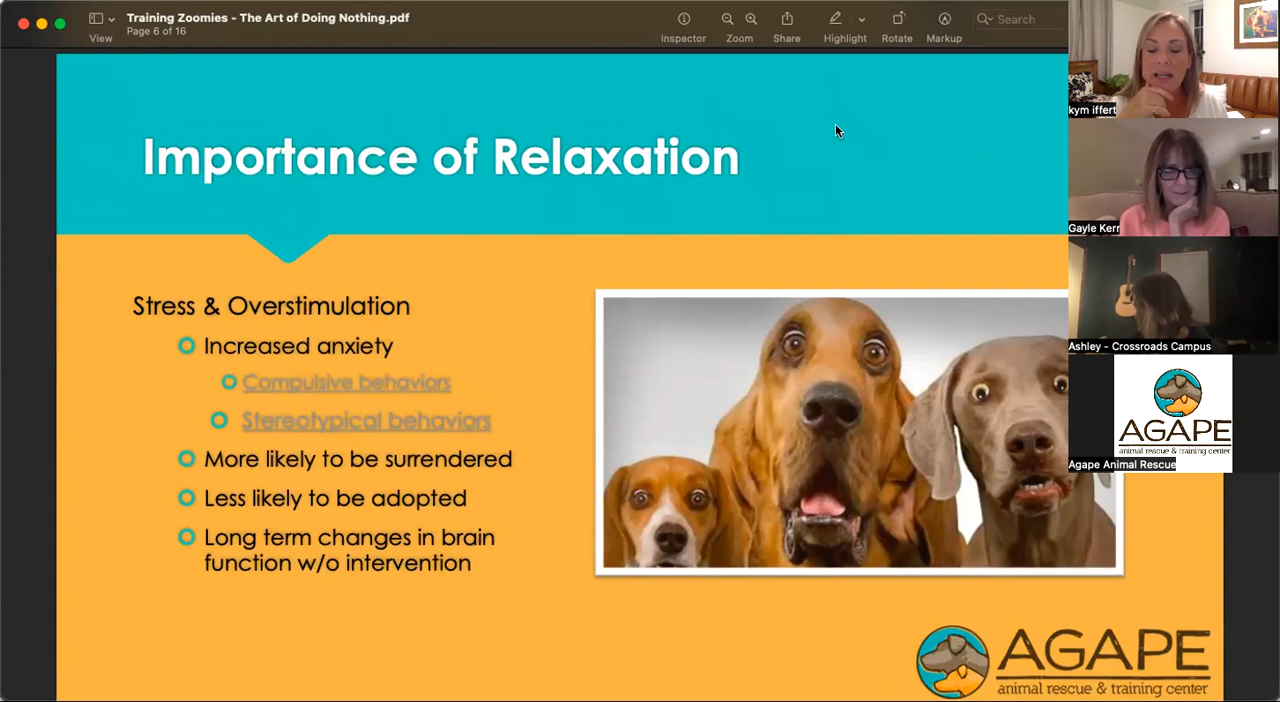 Training Zoomies - The Art of Doing Nothing.pdf
Page 6 of 16
View
Inspector
Zoom
Share
Highlight
Rotate
Markup
Search
Importance of Relaxation
Stress & Overstimulation
Increased anxiety
Compulsive behaviors
Stereotypical behaviors
More likely to be surrendered
Less likely to be adopted
Long term changes in brain
function w/o intervention
AGAPE
animal rescue & training center
kym iffert
Gayle Kerr
Ashley - Crossroads Campus
AGAPE
animal rescue & training center
Agape Animal Rescue